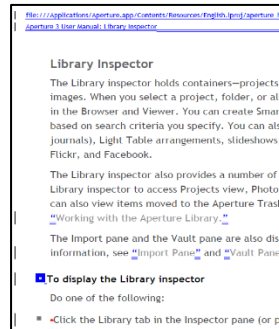 file:///Applications/Aperture.app/Contents/Resources/English.lproj/aperture_
Aperture 3 User Manual: Library Inspector
Library Inspector
The Library inspector holds containers—projects
images. When you select a project, folder, or al
in the Browser and Viewer. You can create Smar
based on search criteria you specify. You can als
journals), Light Table arrangements, slideshows
Flickr, and Facebook.
The Library inspector also provides a number of
Library inspector to access Projects view, Photo
can also view items moved to the Aperture Tras
"Working with the Aperture Library."
The Import pane and the Vault pane are also dis
information, see "Import Pane" and "Vault Pane
To display the Library inspector
Do one of the following:
Click the Library tab in the Inspector pane (or p